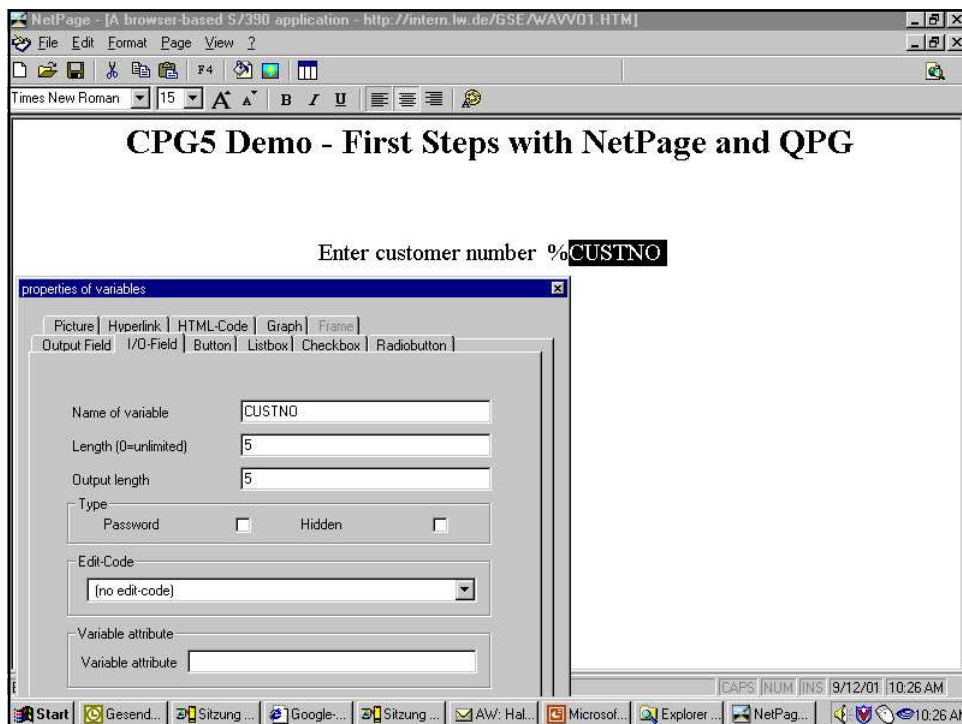 NetPage - [A browser-based S/390 application - http://intern.lw.de/GSE/WAVV01.HTM]
File Edit Format Page View ?
F4
Times New Roman 15 A A B I U
CPG5 Demo - First Steps with NetPage and QPG
Enter customer number %CUSTNO
properties of variables
Picture Hyperlink HTML-Code Graph Frame
Output Field I/O-Field Button Listbox Checkbox Radiobutton
Name of variable CUSTNO
Length (0=unlimited) 5
Output length 5
Type
Password Hidden
Edit-Code
(no edit-code)
Variable attribute
Variable attribute
CAPS NUM INS 9/12/01 10:26 AM
Start Gesend... Sitzung ... Google-... Sitzung ... AW: Hal... Microsof... Explorer ... NetPag... 10:26 AM